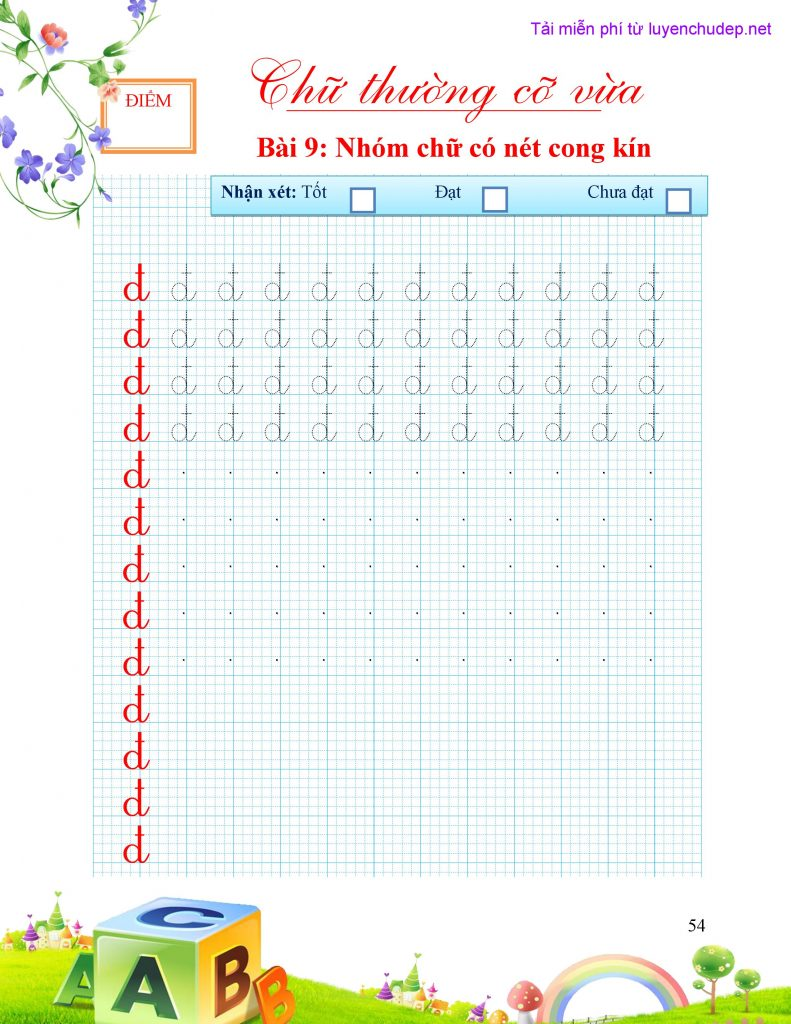 Tải miễn phí từ luyenchudep.net
ĐIỂM
Chữ thường cỡ vừa
Bài 9: Nhóm chữ có nét cong kín
Nhận xét: Tốt Đạt Chưa đạt
đ đ đ đ đ đ đ đ đ đ đ đ
đ đ đ đ đ đ đ đ đ đ đ đ
đ đ đ đ đ đ đ đ đ đ đ đ
đ đ đ đ đ đ đ đ đ đ đ đ
đ
đ
đ
đ
đ
đ
đ
đ
đ
54
C
A A B B